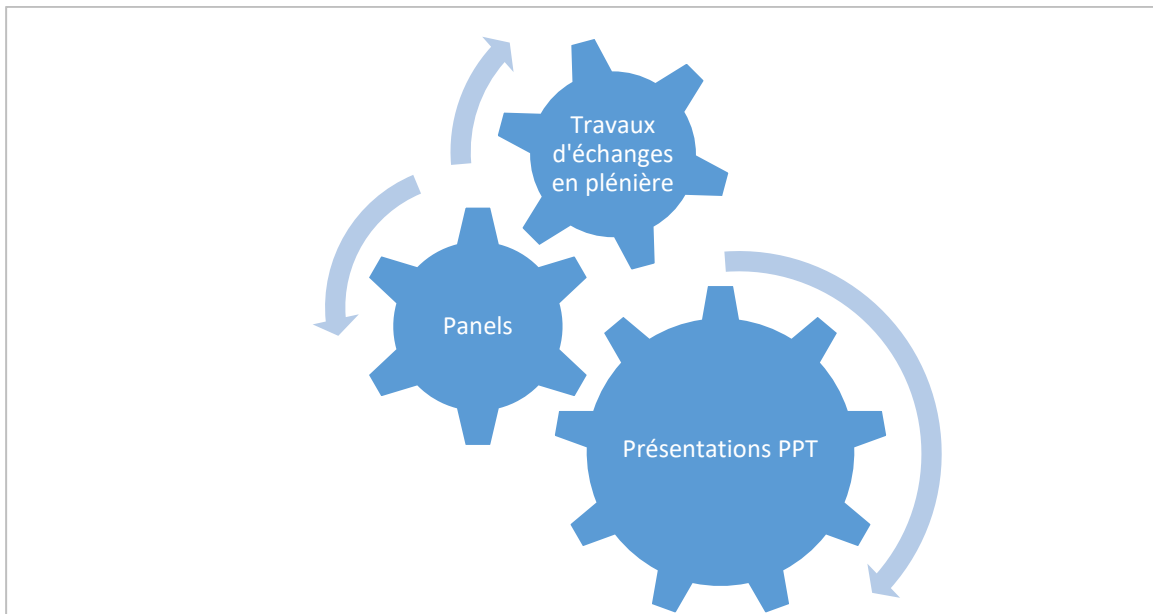 Travaux
d'échanges
en plénière
Panels
Présentations PPT